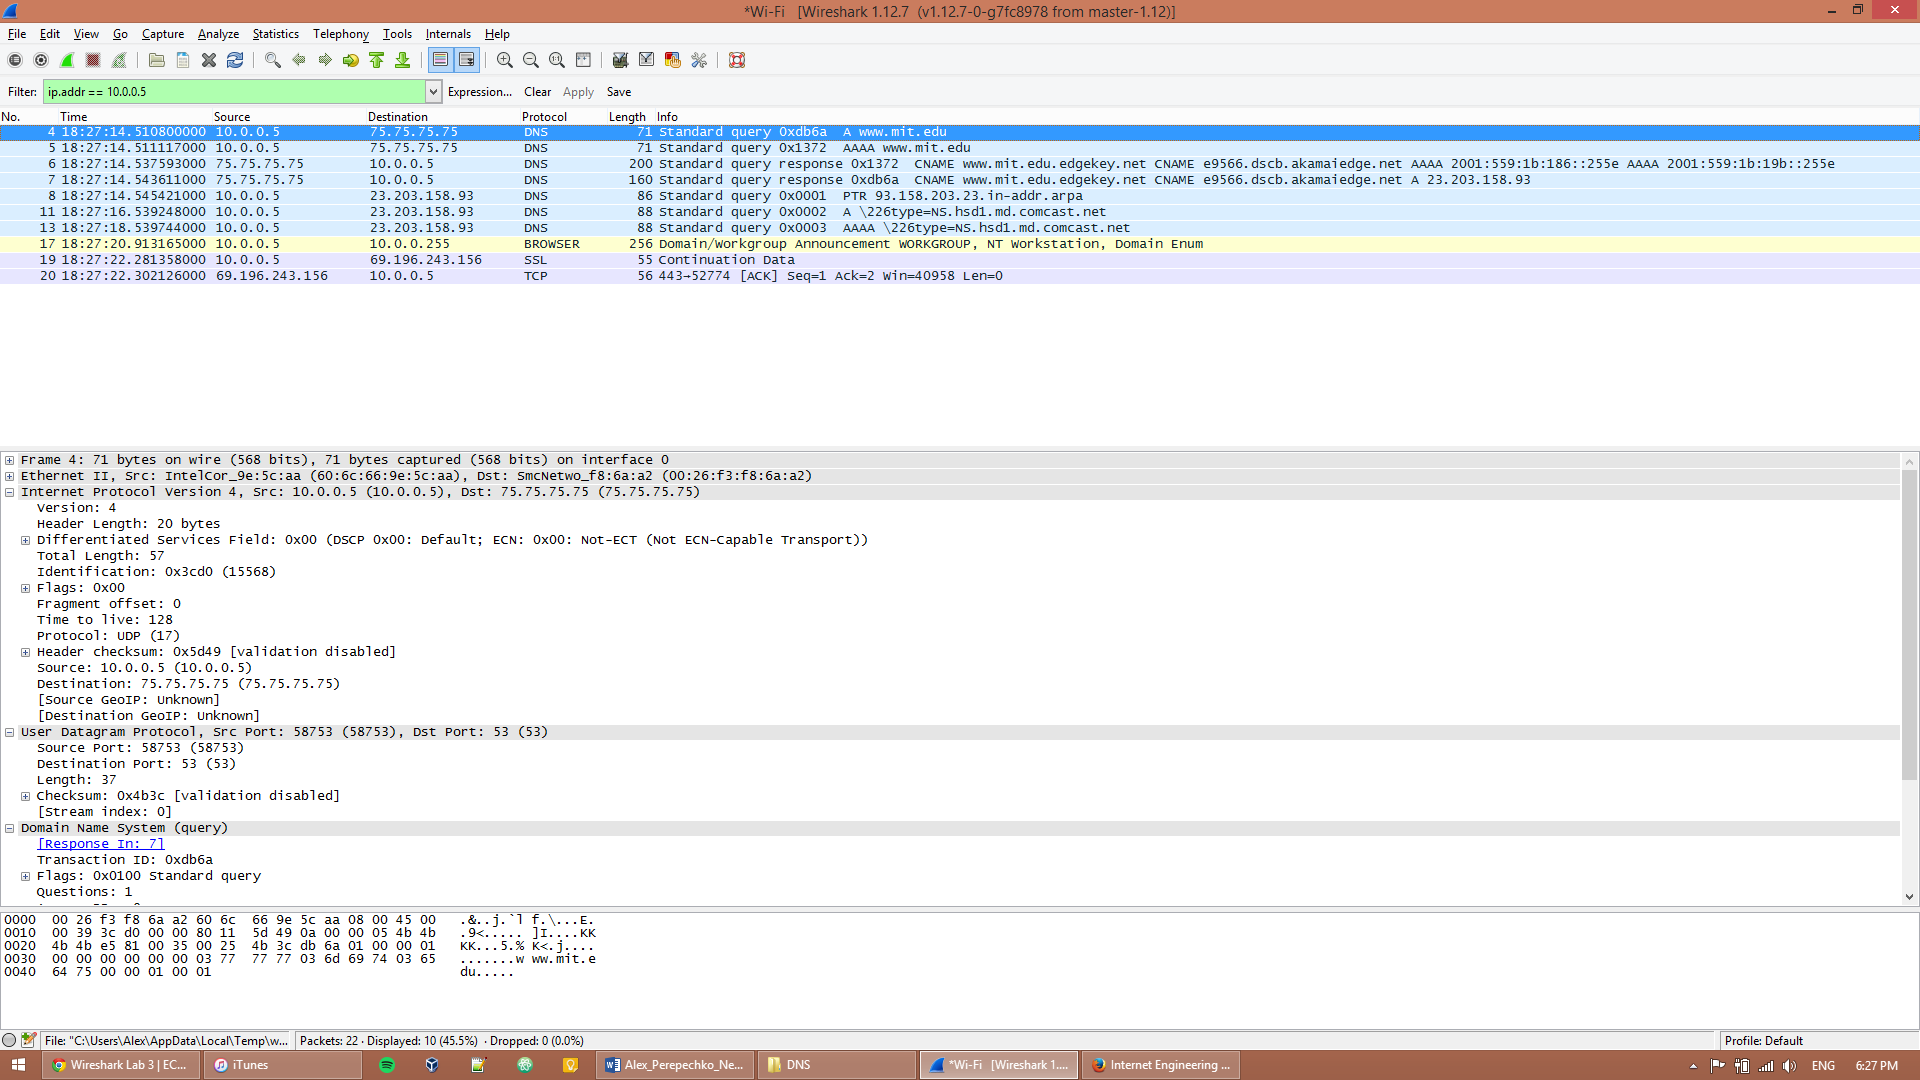 *Wi-Fi [Wireshark 1.12.7 (v1.12.7-0-g7fc8978 from master-1.12)]
File Edit View Go Capture Analyze Statistics Telephony Tools Internals Help
Filter: ip.addr == 10.0.0.5 Expression... Clear Apply Save
No. Time Source Destination Protocol Length Info
4 18:27:14.510800000 10.0.0.5 75.75.75.75 DNS 71 Standard query 0xdb6a A www.mit.edu
5 18:27:14.511117000 10.0.0.5 75.75.75.75 DNS 71 Standard query 0x1372 AAAA www.mit.edu
6 18:27:14.537593000 75.75.75.75 10.0.0.5 DNS 200 Standard query response 0x1372 CNAME www.mit.edu.edgekey.net CNAME e9566.dscb.akamaiedge.net AAAA 2001:559:1b:186::255e AAAA 2001:559:1b:19b::255e
7 18:27:14.543611000 75.75.75.75 10.0.0.5 DNS 160 Standard query response 0xdb6a CNAME www.mit.edu.edgekey.net CNAME e9566.dscb.akamaiedge.net A 23.203.158.93
8 18:27:14.545421000 10.0.0.5 23.203.158.93 DNS 86 Standard query 0x0001 PTR 93.158.203.23.in-addr.arpa
11 18:27:16.539248000 10.0.0.5 23.203.158.93 DNS 88 Standard query 0x0002 A \226type=NS.hsd1.md.comcast.net
13 18:27:18.539744000 10.0.0.5 23.203.158.93 DNS 88 Standard query 0x0003 AAAA \226type=NS.hsd1.md.comcast.net
17 18:27:20.913165000 10.0.0.5 10.0.0.255 BROWSER 256 Domain/Workgroup Announcement WORKGROUP, NT Workstation, Domain Enum
19 18:27:22.281358000 10.0.0.5 69.196.243.156 SSL 55 Continuation Data
20 18:27:22.302126000 69.196.243.156 10.0.0.5 TCP 56 443→52774 [ACK] Seq=1 Ack=2 Win=40958 Len=0
Frame 4: 71 bytes on wire (568 bits), 71 bytes captured (568 bits) on interface 0
Ethernet II, Src: IntelCor_9e:5c:aa (60:6c:66:9e:5c:aa), Dst: SmcNetwo_f8:6a:a2 (00:26:f3:f8:6a:a2)
Internet Protocol Version 4, Src: 10.0.0.5 (10.0.0.5), Dst: 75.75.75.75 (75.75.75.75)
Version: 4
Header Length: 20 bytes
Differentiated Services Field: 0x00 (DSCP 0x00: Default; ECN: 0x00: Not-ECT (Not ECN-Capable Transport))
Total Length: 57
Identification: 0x3cd0 (15568)
Flags: 0x00
Fragment offset: 0
Time to live: 128
Protocol: UDP (17)
Header checksum: 0x5d49 [validation disabled]
Source: 10.0.0.5 (10.0.0.5)
Destination: 75.75.75.75 (75.75.75.75)
[Source GeoIP: Unknown]
[Destination GeoIP: Unknown]
User Datagram Protocol, Src Port: 58753 (58753), Dst Port: 53 (53)
Source Port: 58753 (58753)
Destination Port: 53 (53)
Length: 37
Checksum: 0x4b3c [validation disabled]
[Stream index: 0]
Domain Name System (query)
[Response In: 7]
Transaction ID: 0xdb6a
Flags: 0x0100 Standard query
Questions: 1
0000 00 26 f3 f8 6a a2 60 6c 66 9e 5c aa 08 00 45 00 .&..j.`l f.\...E.
0010 00 39 3c d0 00 00 80 11 5d 49 0a 00 00 05 4b 4b .9<..... ]I....KK
0020 4b 4b e5 81 00 35 00 25 4b 3c db 6a 01 00 00 01 KK...5.% K<.j....
0030 00 00 00 00 00 00 03 77 77 77 03 6d 69 74 03 65 .......w ww.mit.e
0040 64 75 00 00 01 00 01 du.....
File: "C:\Users\Alex\AppData\Local\Temp\w... Packets: 22 · Displayed: 10 (45.5%) · Dropped: 0 (0.0%) Profile: Default
Wireshark Lab 3 | EC... iTunes Alex_Perepechko_Ne... DNS *Wi-Fi [Wireshark 1.... Internet Engineering ... ENG 6:27 PM